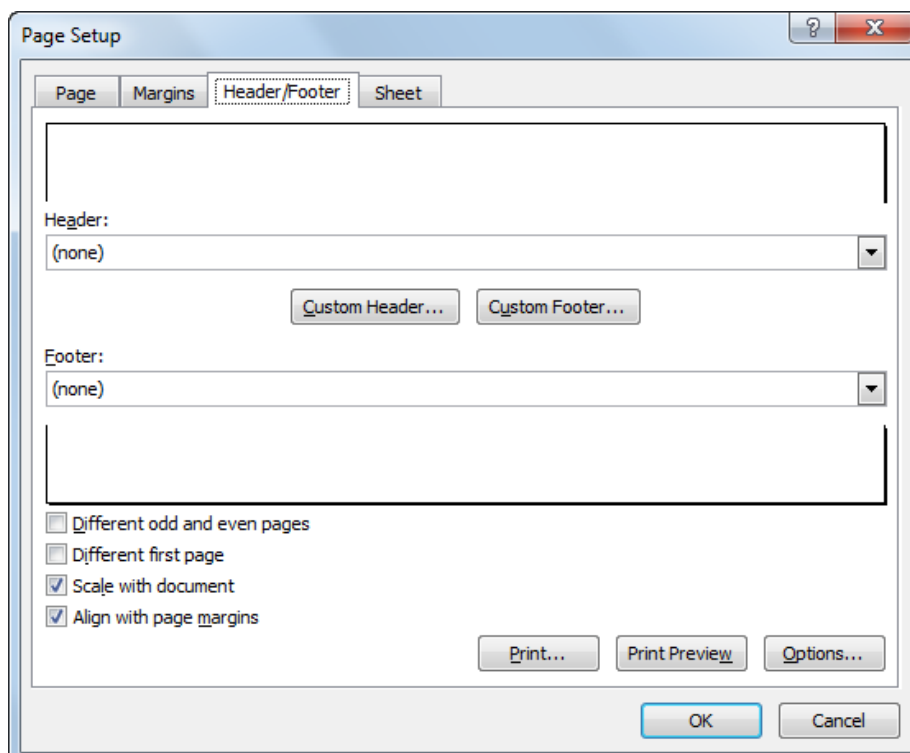 Page Setup
Page Margins Header/Footer Sheet
Header:
(none)
Custom Header... Custom Footer...
Footer:
(none)
Different odd and even pages
Different first page
Scale with document
Align with page margins
Print... Print Preview Options...
OK Cancel